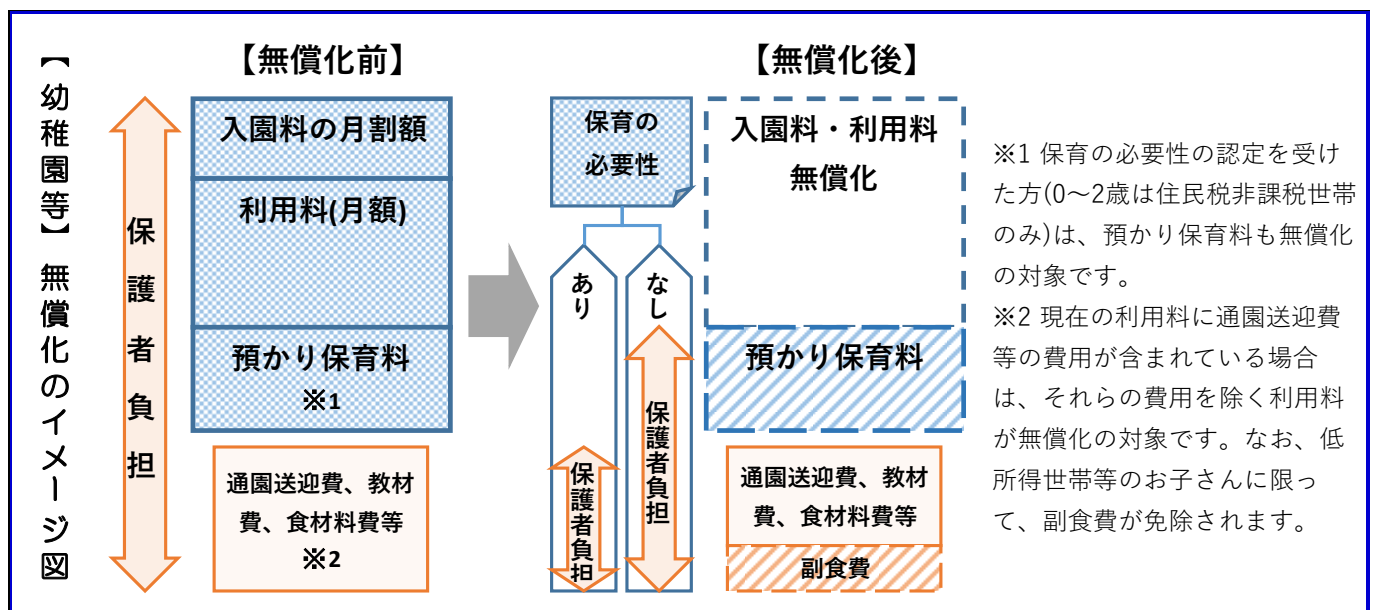 【幼稚園等】無償化のイメージ図
【無償化前】
保護者負担
入園料の月割額
利用料(月額)
預かり保育料
※1
通園送迎費、教材
費、食材料費等
※2
【無償化後】
保育の
必要性
あり
なし
保護者負担
保護者負担
入園料・利用料
無償化
預かり保育料
通園送迎費、教材
費、食材料費等
副食費
※1 保育の必要性の認定を受け
た方(0〜2歳は住民税非課税世帯
のみ)は、預かり保育料も無償化
の対象です。
※2 現在の利用料に通園送迎費
等の費用が含まれている場合
は、それらの費用を除く利用料
が無償化の対象です。なお、低
所得世帯等のお子さんに限っ
て、副食費が免除されます。